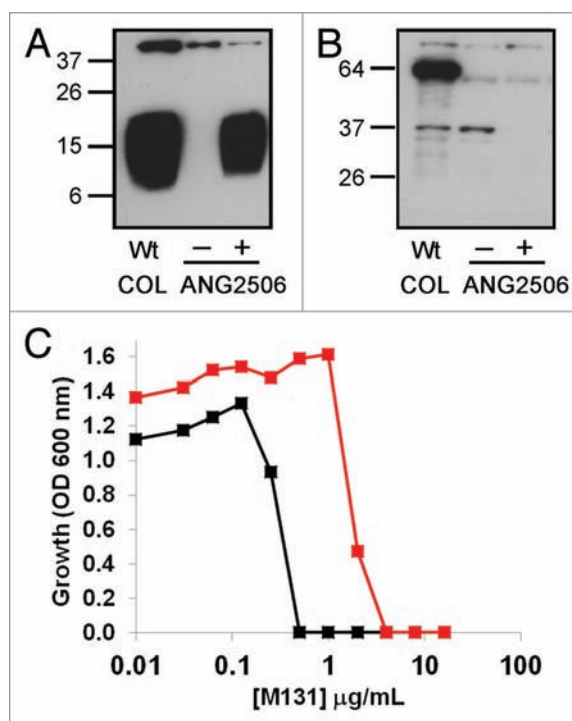 A
37
26
15
6
Wt
−
+
COL
ANG2506
B
64
37
26
Wt
−
+
COL
ANG2506
C
Growth (OD 600 nm)
1.6
1.4
1.2
1.0
0.8
0.6
0.4
0.2
0.0
0.01
0.1
1
10
100
[M131] µg/mL